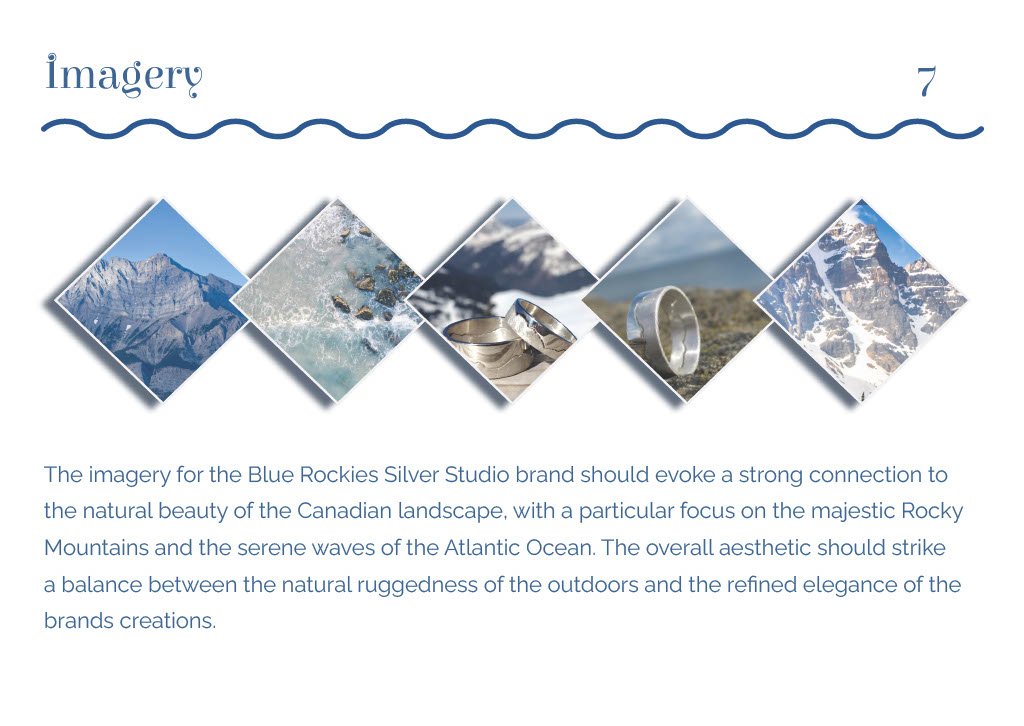 Imagery
7
The imagery for the Blue Rockies Silver Studio brand should evoke a strong connection to
the natural beauty of the Canadian landscape, with a particular focus on the majestic Rocky
Mountains and the serene waves of the Atlantic Ocean. The overall aesthetic should strike
a balance between the natural ruggedness of the outdoors and the refined elegance of the
brands creations.